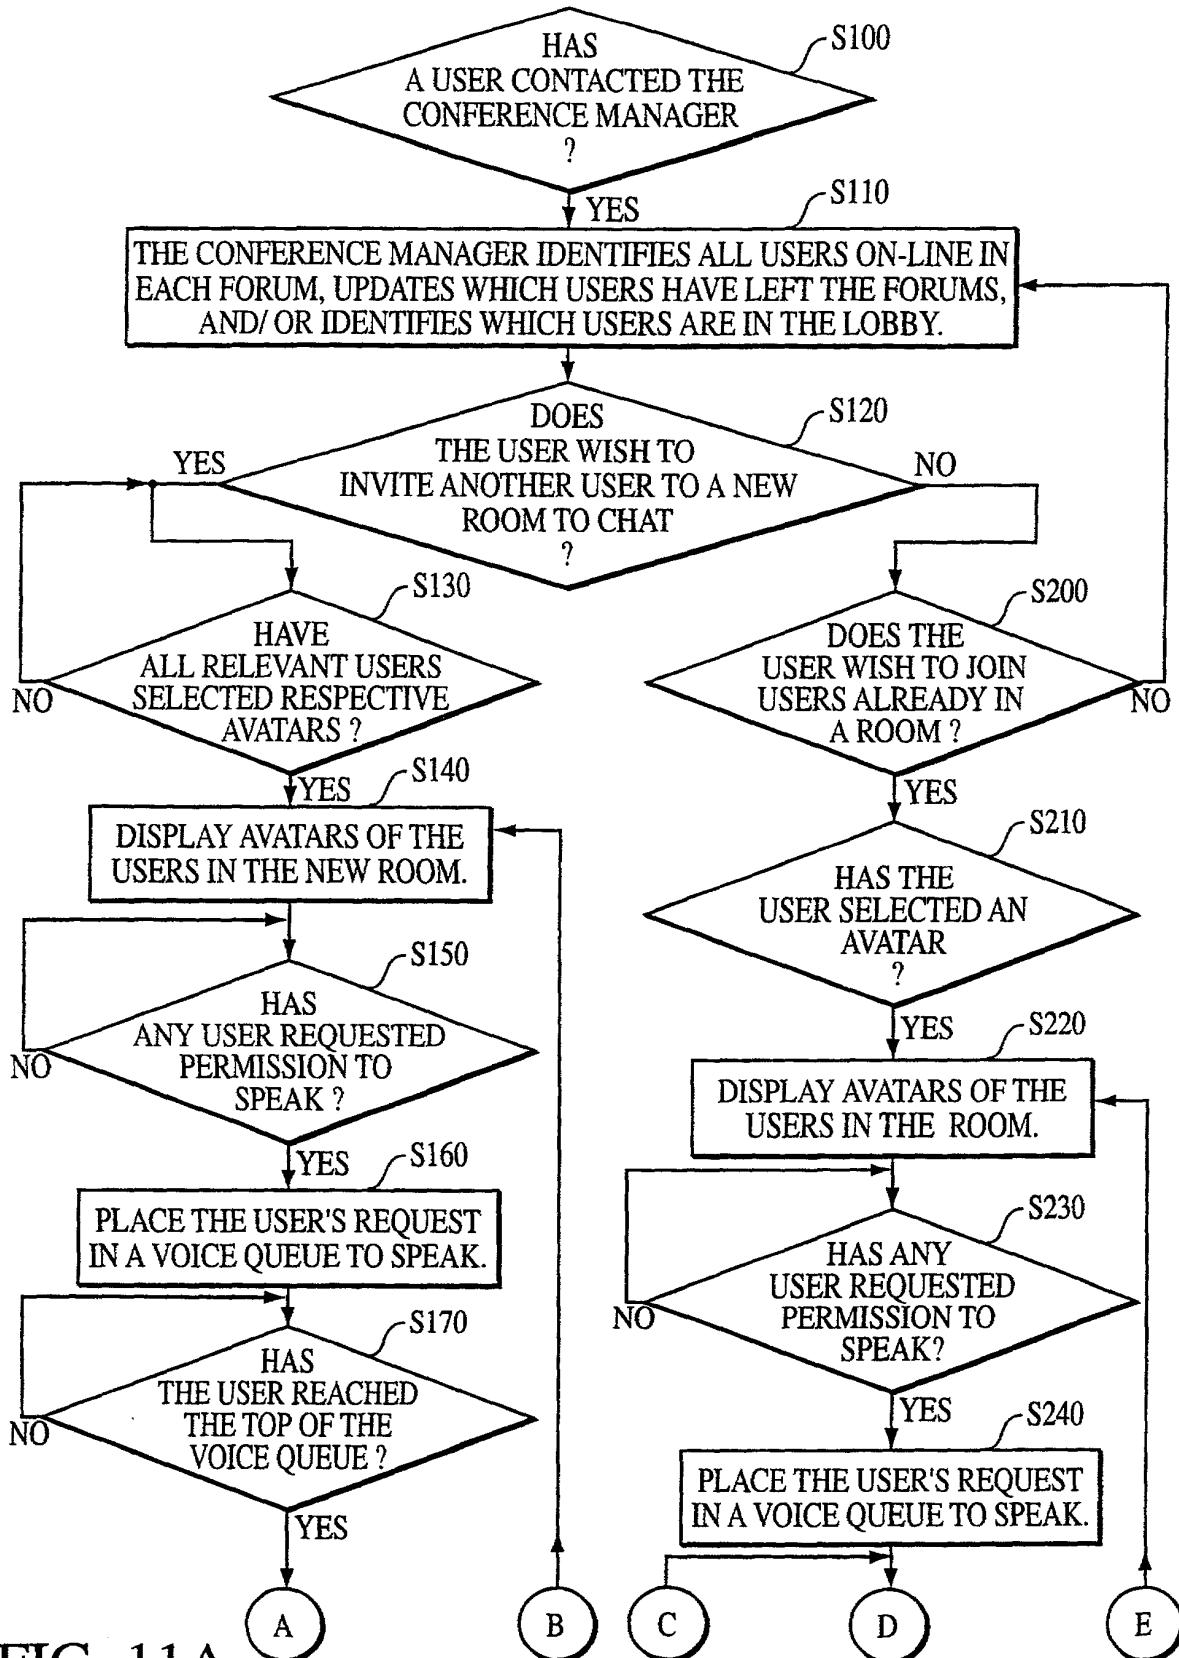 HAS
A USER CONTACTED THE
CONFERENCE MANAGER
?
S100
YES
S110
THE CONFERENCE MANAGER IDENTIFIES ALL USERS ON-LINE IN
EACH FORUM, UPDATES WHICH USERS HAVE LEFT THE FORUMS,
AND/ OR IDENTIFIES WHICH USERS ARE IN THE LOBBY.
DOES
THE USER WISH TO
INVITE ANOTHER USER TO A NEW
ROOM TO CHAT
?
S120
YES
NO
S130
HAVE
ALL RELEVANT USERS
SELECTED RESPECTIVE
AVATARS ?
NO
YES
S140
DISPLAY AVATARS OF THE
USERS IN THE NEW ROOM.
S150
HAS
ANY USER REQUESTED
PERMISSION TO
SPEAK ?
NO
YES
S160
PLACE THE USER'S REQUEST
IN A VOICE QUEUE TO SPEAK.
S170
HAS
THE USER REACHED
THE TOP OF THE
VOICE QUEUE ?
NO
YES
A
B
S200
DOES THE
USER WISH TO JOIN
USERS ALREADY IN
A ROOM ?
NO
YES
S210
HAS THE
USER SELECTED AN
AVATAR
?
YES
S220
DISPLAY AVATARS OF THE
USERS IN THE ROOM.
S230
HAS ANY
USER REQUESTED
PERMISSION TO
SPEAK?
NO
YES
S240
PLACE THE USER'S REQUEST
IN A VOICE QUEUE TO SPEAK.
C
D
E
FIG. 11A